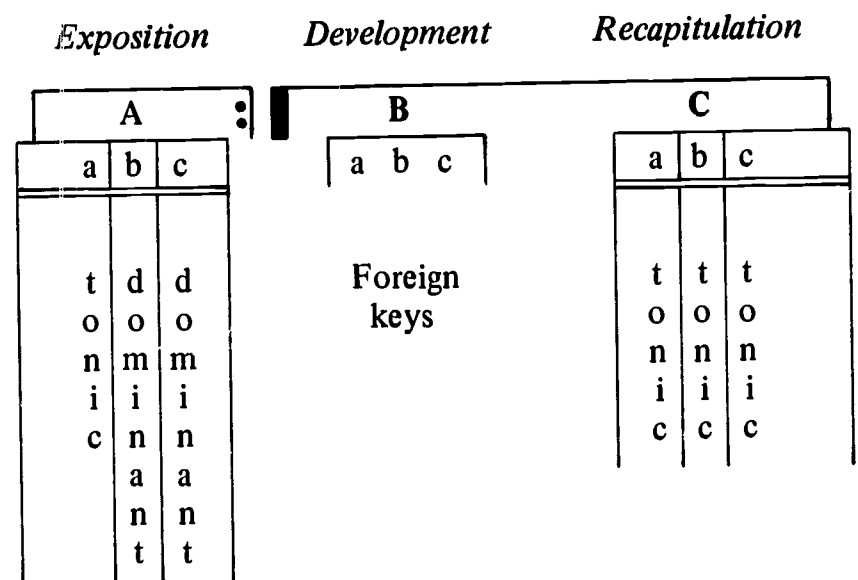 Exposition Development Recapitulation
A B C
a b c a b c a b c
tonic dominant dominant Foreign keys tonic tonic tonic